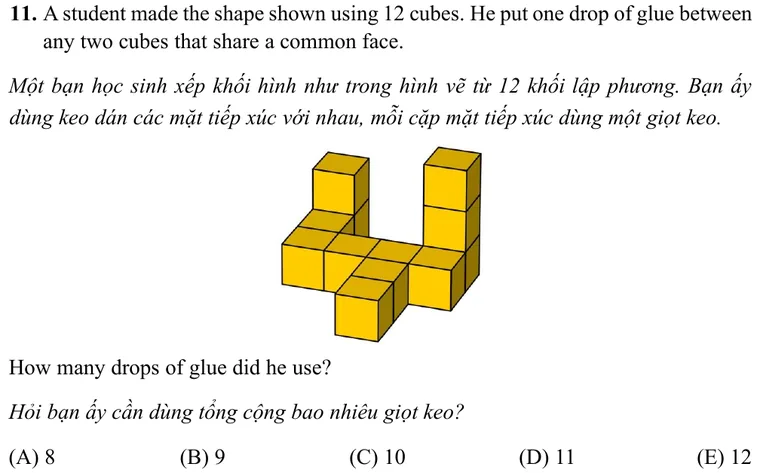 11. A student made the shape shown using 12 cubes. He put one drop of glue between
any two cubes that share a common face.
Một bạn học sinh xếp khối hình như trong hình vẽ từ 12 khối lập phương. Bạn ấy
dùng keo dán các mặt tiếp xúc với nhau, mỗi cặp mặt tiếp xúc dùng một giọt keo.
How many drops of glue did he use?
Hỏi bạn ấy cần dùng tổng cộng bao nhiêu giọt keo?
(A) 8 (B) 9 (C) 10 (D) 11 (E) 12